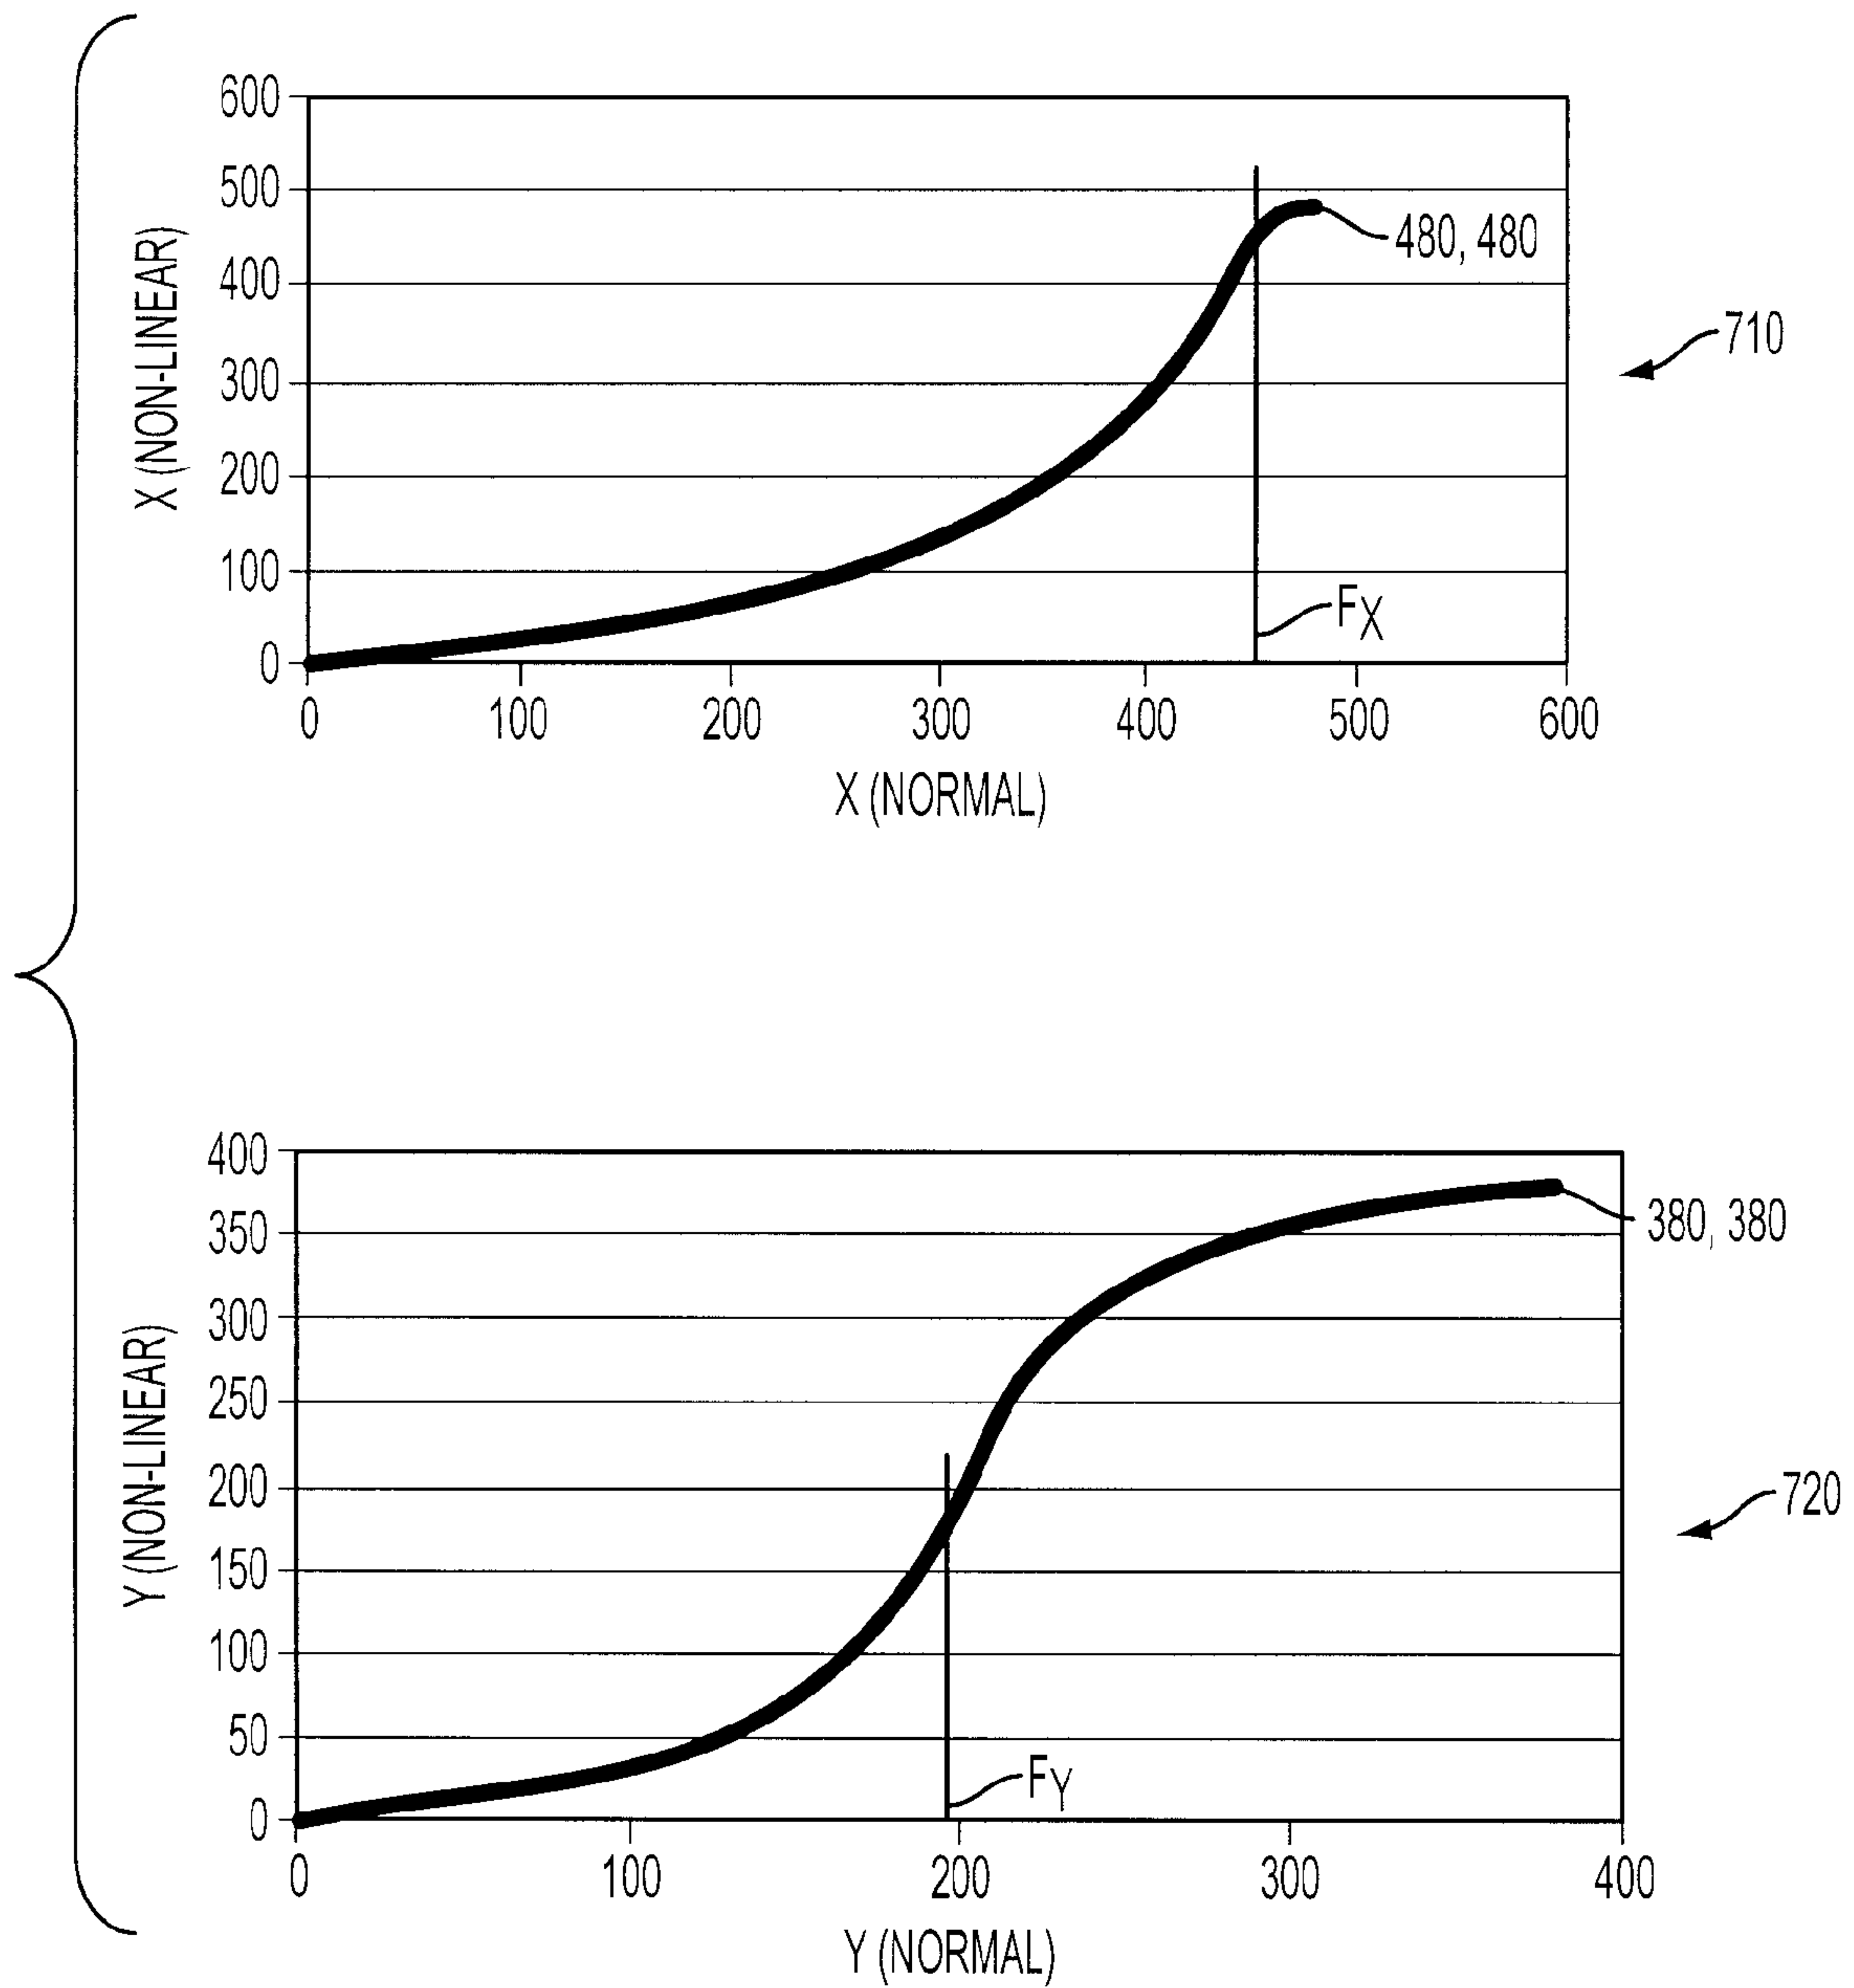 600
500
400
300
200
100
0
X (NON-LINEAR)
480, 480
710
FX
0 100 200 300 400 500 600
X (NORMAL)
400
350
300
250
200
150
100
50
0
Y (NON-LINEAR)
380, 380
720
FY
0 100 200 300 400
Y (NORMAL)